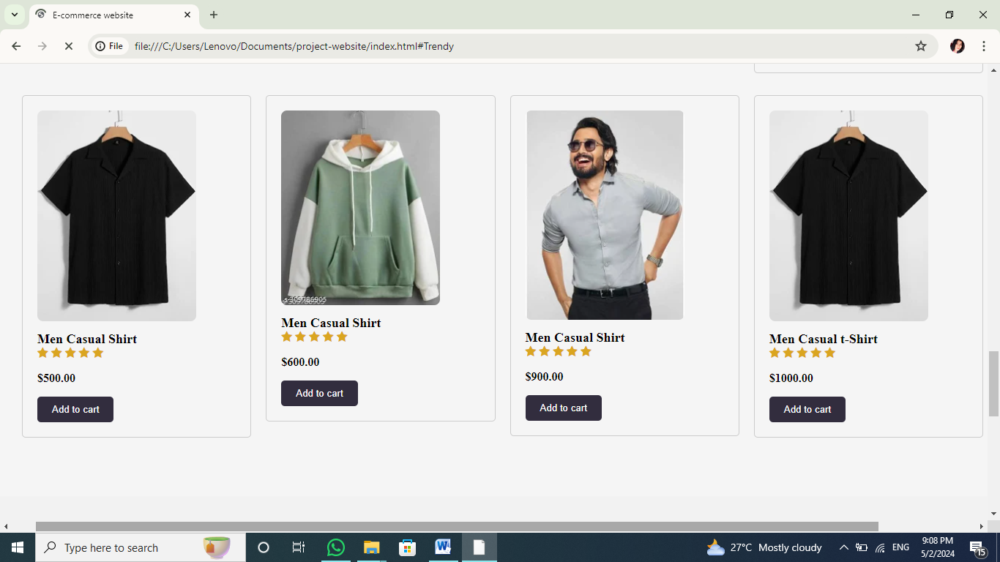 E-commerce website
File
file:///C:/Users/Lenovo/Documents/project-website/index.html#Trendy
s-309786905
Men Casual Shirt
$500.00
Add to cart
Men Casual Shirt
$600.00
Add to cart
Men Casual Shirt
$900.00
Add to cart
Men Casual t-Shirt
$1000.00
Add to cart
Type here to search
27°C Mostly cloudy
ENG
9:08 PM
5/2/2024
15